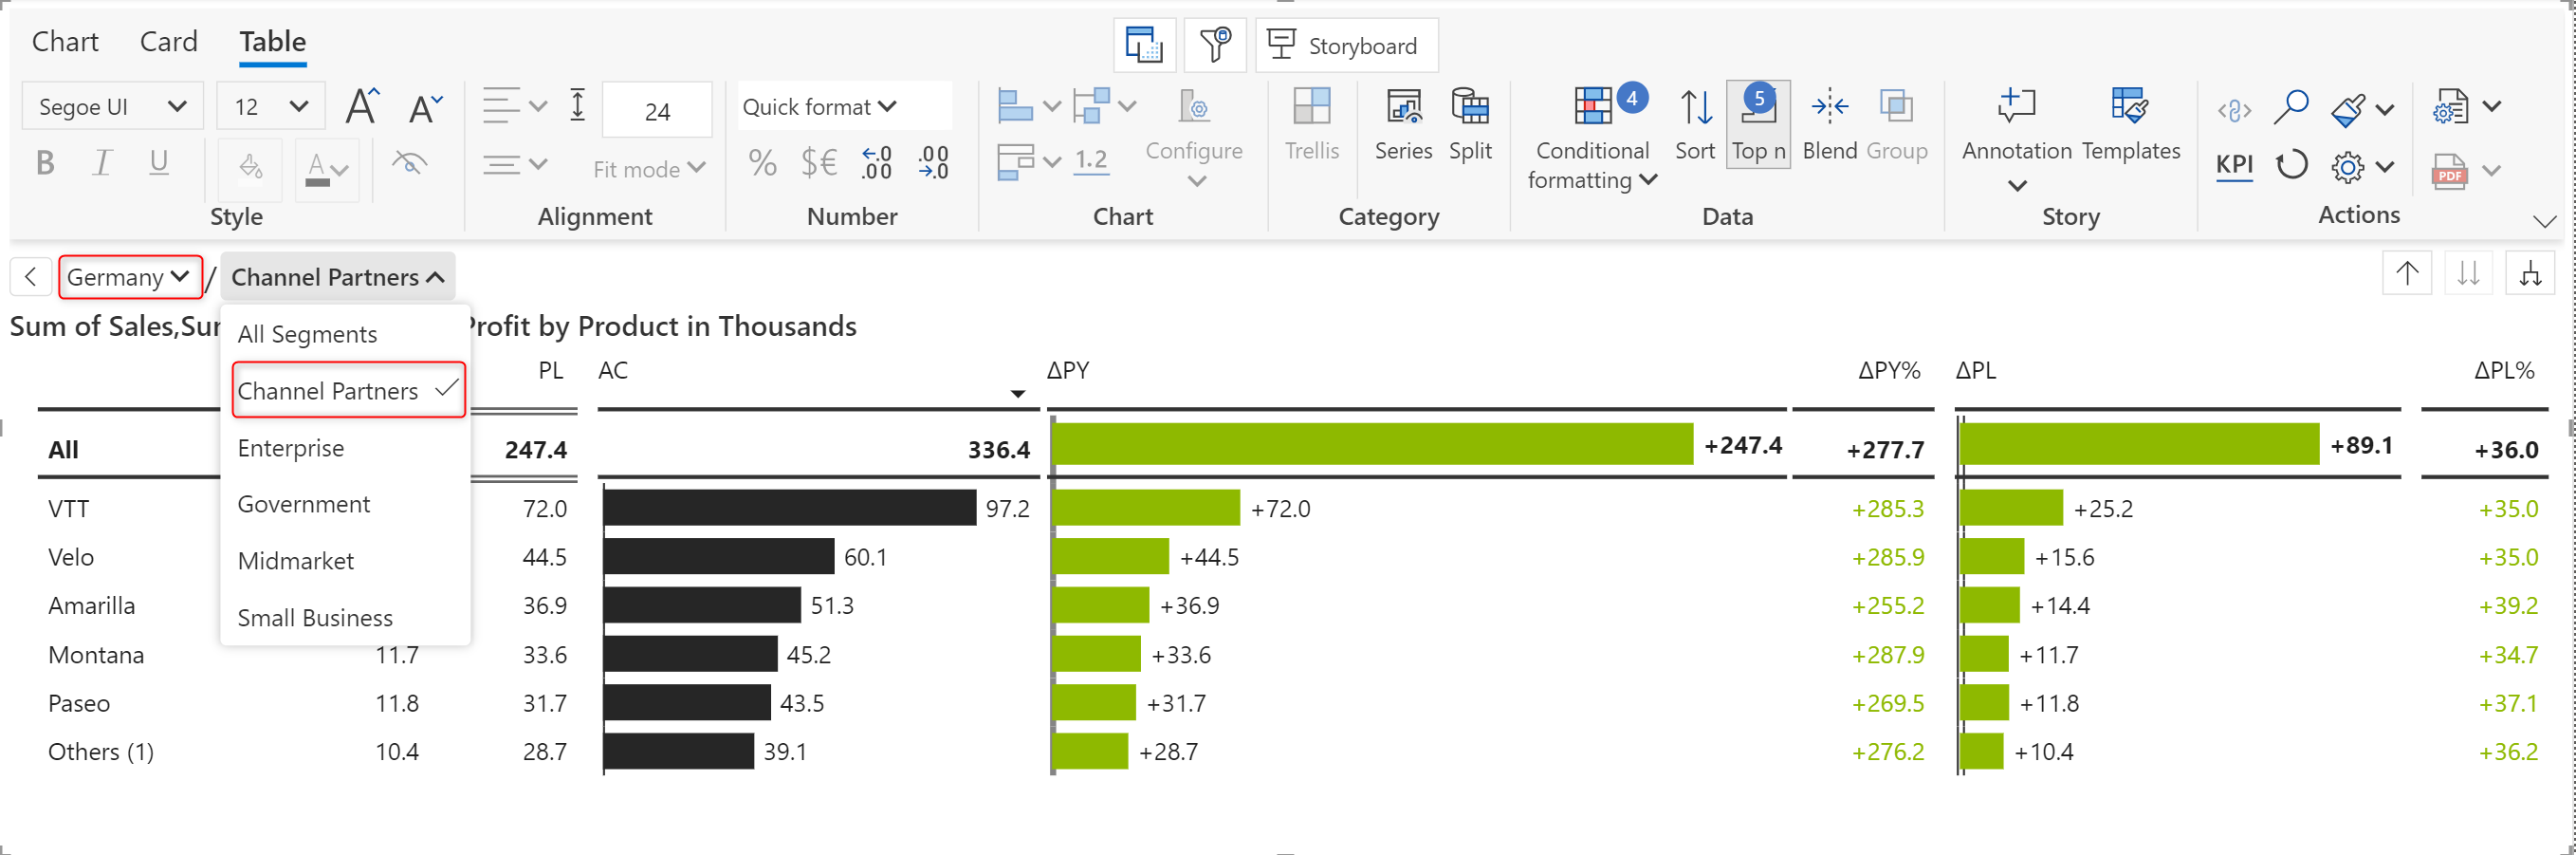 Chart Card Table Storyboard
Segoe UI 12 A A 24 Quick format 4 5
B I U A Fit mode % $€ .0 .00 .00 .0 1.2 Configure Trellis Series Split Conditional formatting Sort Top n Blend Group Annotation Templates KPI PDF
Style Alignment Number Chart Category Data Story Actions
Germany / Channel Partners
Sum of Sales,Sur Profit by Product in Thousands
All Segments
Channel Partners
Enterprise
Government
Midmarket
Small Business
PL AC ΔPY ΔPY% ΔPL ΔPL%
All 247.4 336.4 +247.4 +277.7 +89.1 +36.0
VTT 72.0 97.2 +72.0 +285.3 +25.2 +35.0
Velo 44.5 60.1 +44.5 +285.9 +15.6 +35.0
Amarilla 36.9 51.3 +36.9 +255.2 +14.4 +39.2
Montana 11.7 33.6 45.2 +33.6 +287.9 +11.7 +34.7
Paseo 11.8 31.7 43.5 +31.7 +269.5 +11.8 +37.1
Others (1) 10.4 28.7 39.1 +28.7 +276.2 +10.4 +36.2